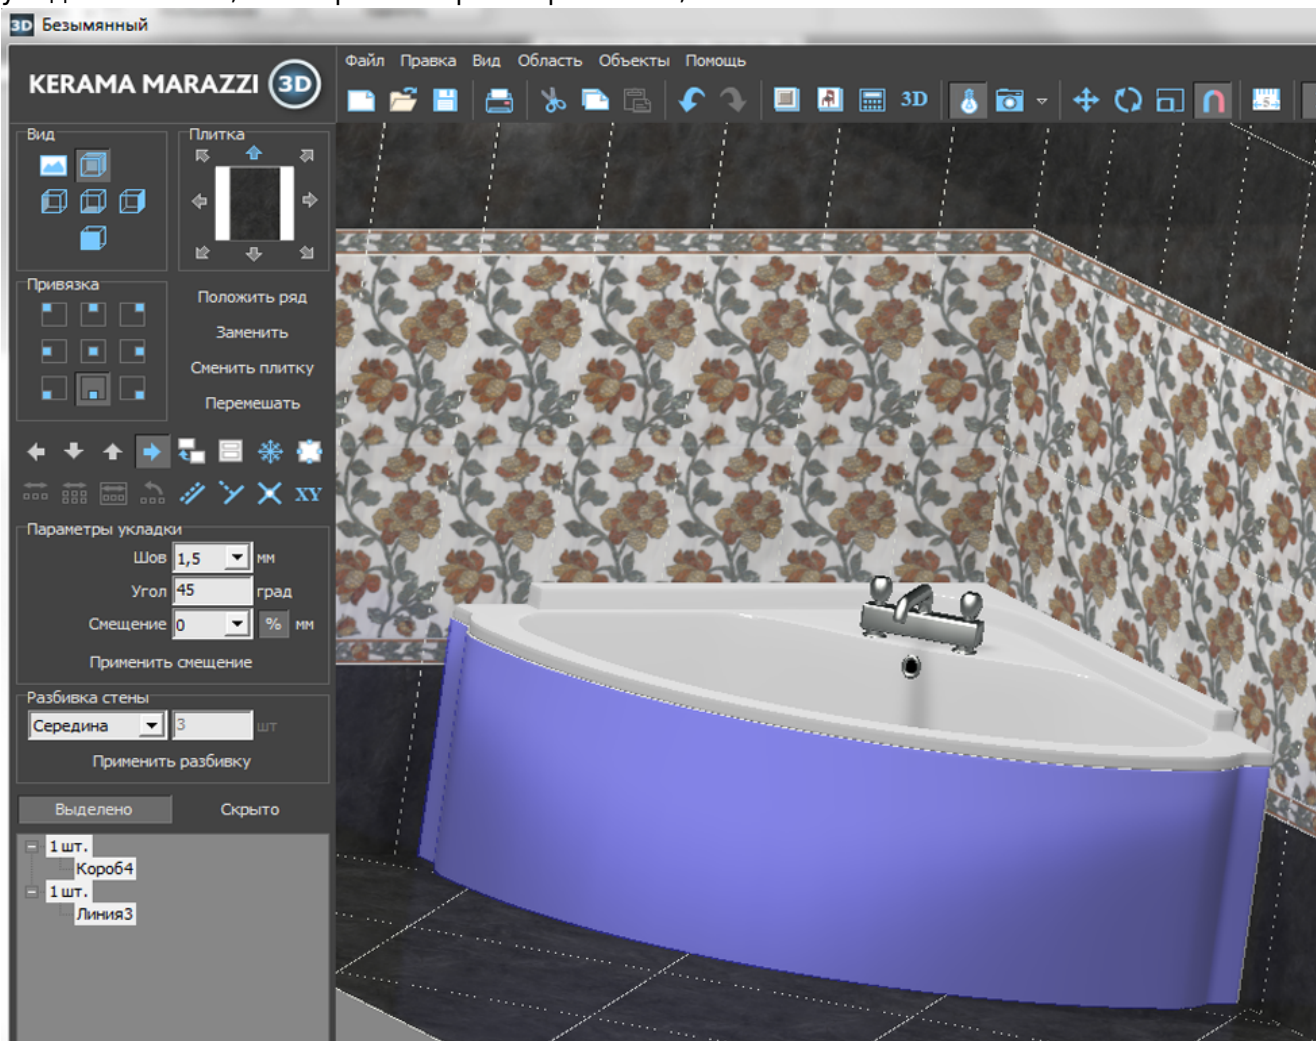 3D Безымянный
KERAMA MARAZZI 3D
Файл Правка Вид Область Объекты Помощь
3D
5
Вид
Плитка
Привязка
Положить ряд
Заменить
Сменить плитку
Перемешать
XY
Параметры укладки
Шов 1,5 мм
Угол 45 град
Смещение 0 % мм
Применить смещение
Разбивка стены
Середина 3 шт
Применить разбивку
Выделено Скрыто
1 шт.
Короб4
1 шт.
Линия3